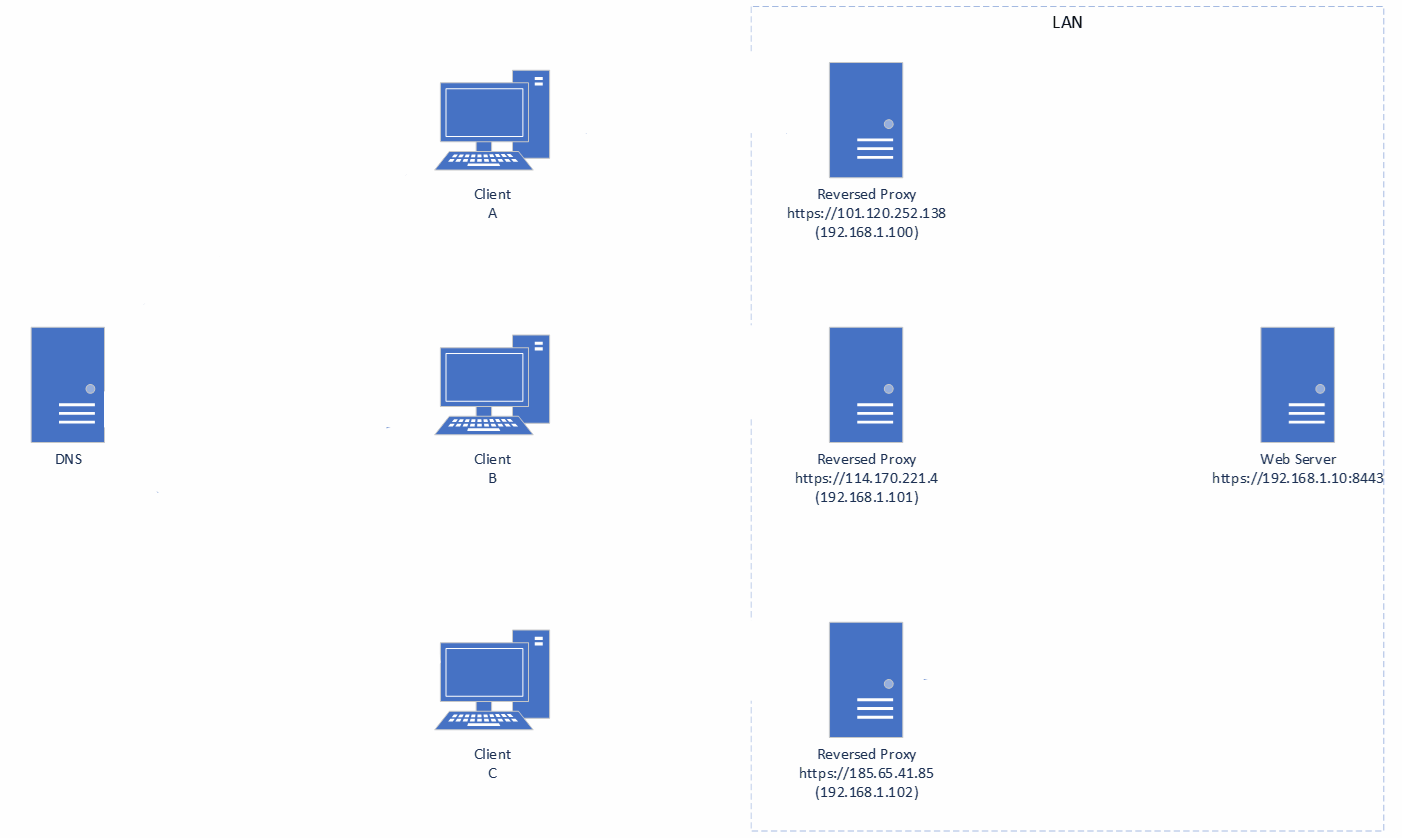 LAN
Client
A
Reversed Proxy
https://101.120.252.138
(192.168.1.100)
DNS
Client
B
Reversed Proxy
https://114.170.221.4
(192.168.1.101)
Web Server
https://192.168.1.10:8443
Client
C
Reversed Proxy
https://185.65.41.85
(192.168.1.102)